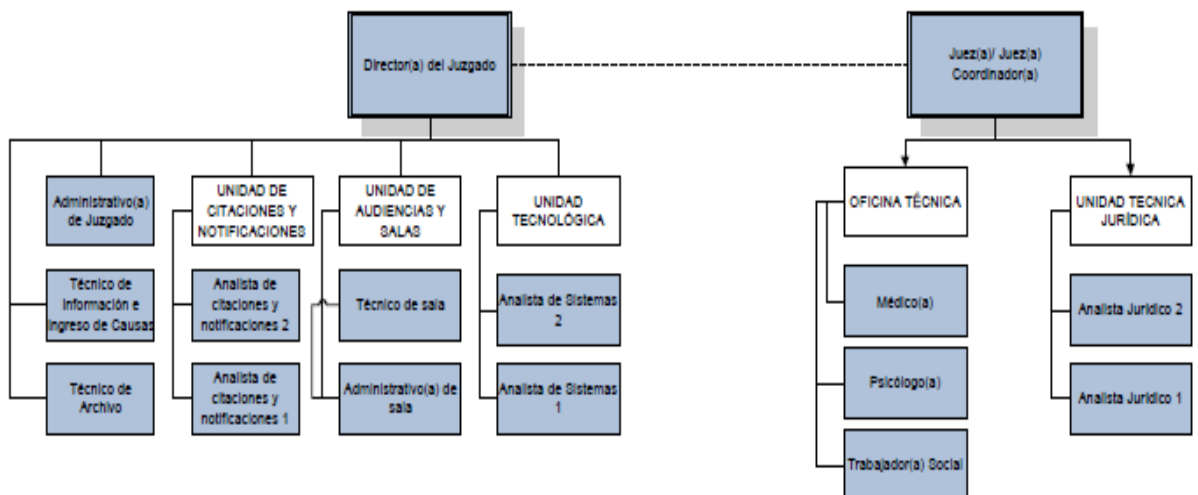 Director(a) del Juzgado
Juez(a)/ Juez(a)
Coordinador(a)
Administrativo(a)
de Juzgado
UNIDAD DE
CITACIONES Y
NOTIFICACIONES
UNIDAD DE
AUDIENCIAS Y
SALAS
UNIDAD
TECNOLÓGICA
OFICINA TÉCNICA
UNIDAD TECNICA
JURÍDICA
Técnico de
Información e
Ingreso de Causas
Analista de
citaciones y
notificaciones 2
Técnico de sala
Analista de Sistemas
2
Médico(a)
Analista Jurídico 2
Técnico de
Archivo
Analista de
citaciones y
notificaciones 1
Administrativo(a) de
sala
Analista de Sistemas
1
Psicólogo(a)
Analista Jurídico 1
Trabajador(a) Social